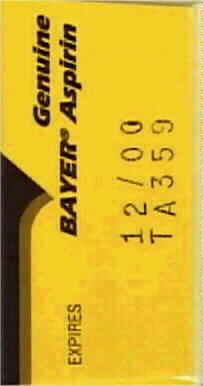 Genuine
BAYER® Aspirin
EXPIRES
12/00
TA359